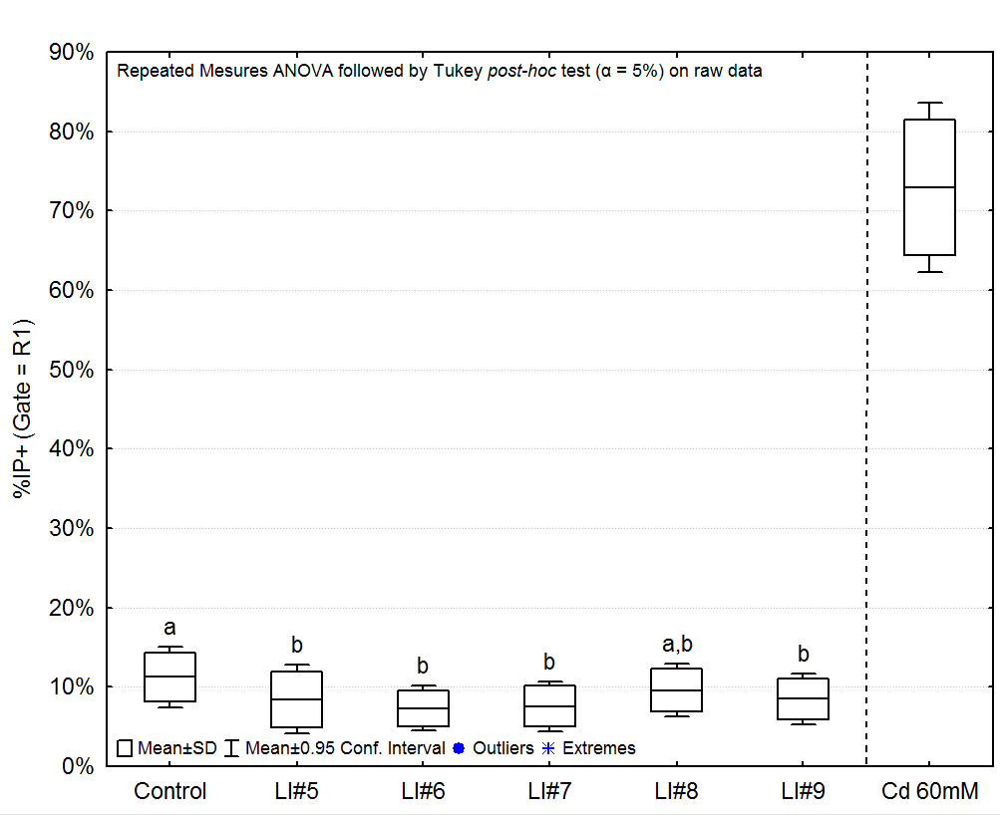 90%
Repeated Mesures ANOVA followed by Tukey post-hoc test (α = 5%) on raw data
80%
70%
60%
50%
%IP+ (Gate = R1)
40%
30%
20%
a
b
b
b
a,b
b
10%
Mean±SD Mean±0.95 Conf. Interval Outliers Extremes
0%
Control LI#5 LI#6 LI#7 LI#8 LI#9 Cd 60mM